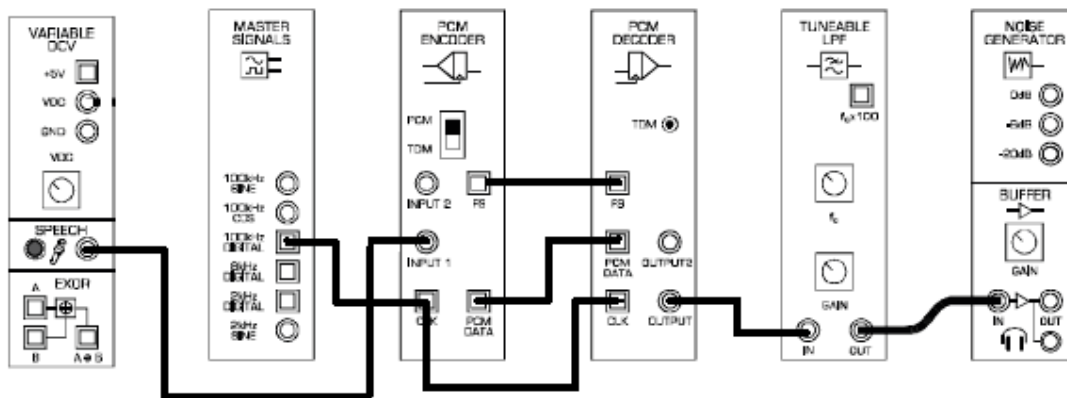 VARIABLE
DCV
+5V
VDC
GND
VDC
SPEECH
EXOR
A
B
A⊕B
MASTER
SIGNALS
100kHz
SINE
100kHz
COS
100kHz
DIGITAL
8kHz
DIGITAL
2kHz
DIGITAL
2kHz
SINE
PCM
ENCODER
PCM
TDM
INPUT 2
FS
INPUT 1
CLK
PCM
DATA
PCM
DECODER
TDM
FS
PCM
DATA
OUTPUT2
CLK
OUTPUT
TUNEABLE
LPF
fc x100
fc
GAIN
IN
OUT
NOISE
GENERATOR
0dB
-6dB
-20dB
BUFFER
GAIN
IN
OUT